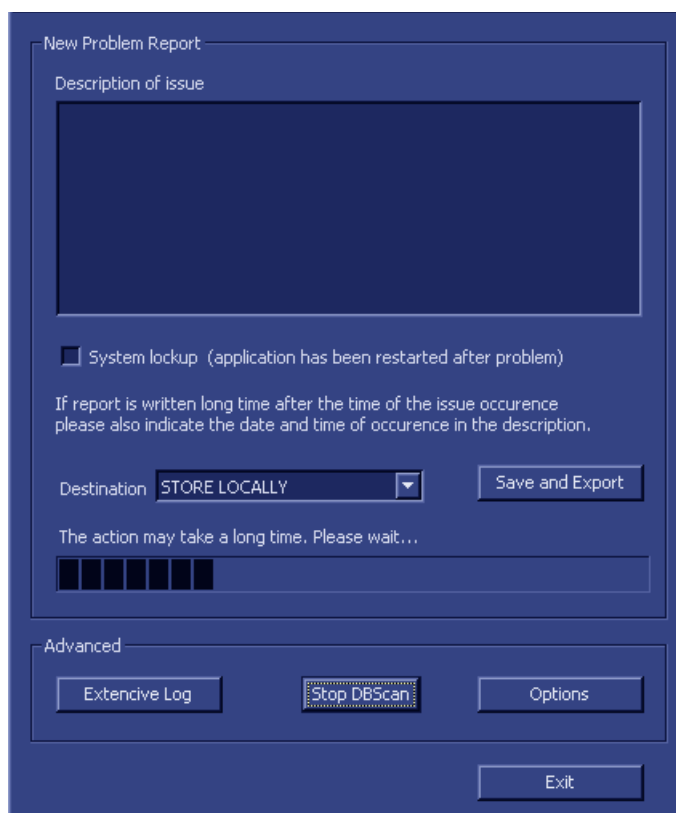 New Problem Report
Description of issue
System lockup (application has been restarted after problem)
If report is written long time after the time of the issue occurence
please also indicate the date and time of occurence in the description.
Destination STORE LOCALLY Save and Export
The action may take a long time. Please wait...
Advanced
Extencive Log Stop DBScan Options
Exit